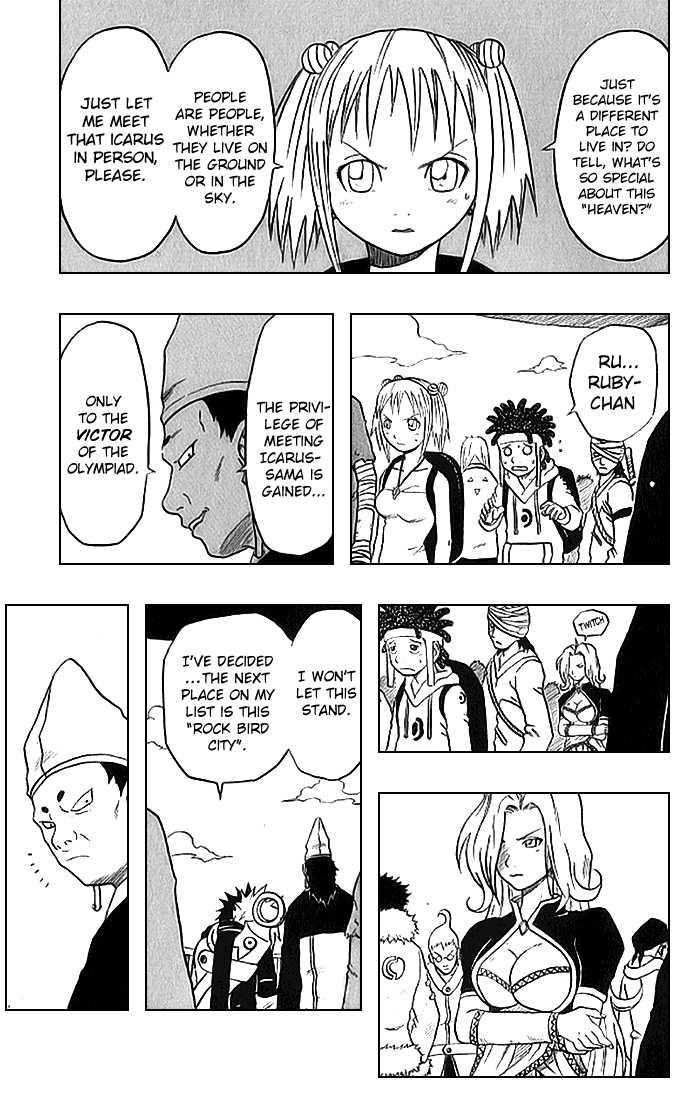 JUST
BECAUSE IT'S
A DIFFERENT
PLACE TO
LIVE IN? DO
TELL, WHAT'S
SO SPECIAL
ABOUT THIS
"HEAVEN?"
PEOPLE
ARE PEOPLE,
WHETHER
THEY LIVE ON
THE GROUND
OR IN THE
SKY.
JUST LET
ME MEET
THAT ICARUS
IN PERSON,
PLEASE.
RU...
RUBY-
CHAN
THE PRIVI-
LEGE OF
MEETING
ICARUS-
SAMA IS
GAINED...
ONLY
TO THE
VICTOR
OF THE
OLYMPIAD.
TWITCH
I WON'T
LET THIS
STAND.
I'VE DECIDED
...THE NEXT
PLACE ON MY
LIST IS THIS
"ROCK BIRD
CITY".